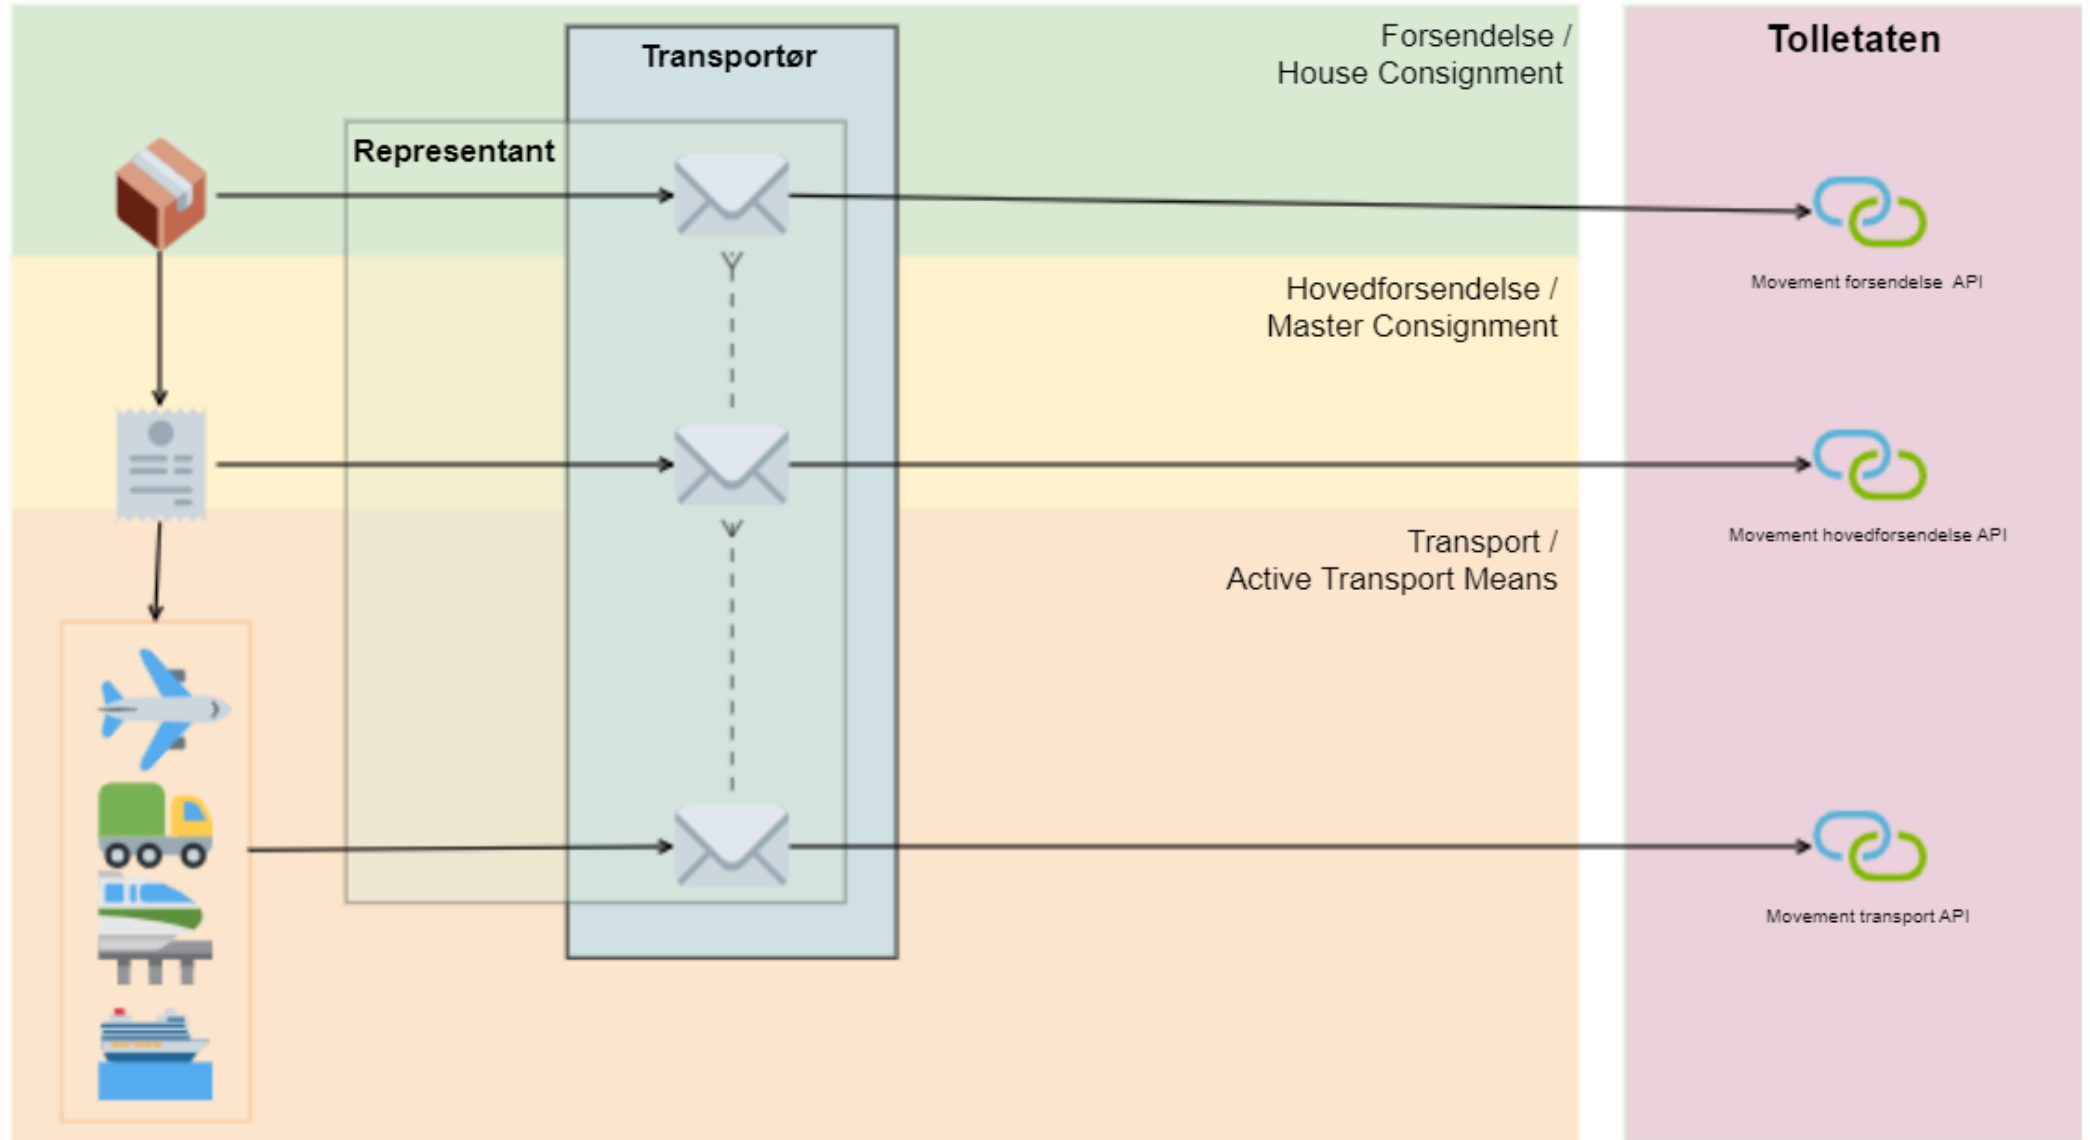 Transportør
Forsendelse /
House Consignment
Tolletaten
Representant
Movement forsendelse  API
Hovedforsendelse /
Master Consignment
Movement hovedforsendelse API
Transport /
Active Transport Means
Movement transport API